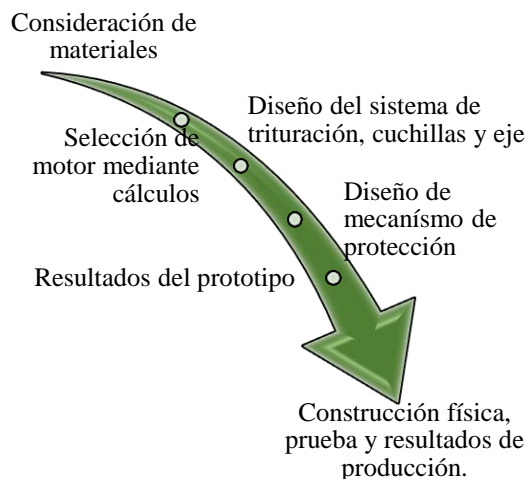 Consideración de
materiales
Selección de
motor mediante
cálculos
Diseño del sistema de
trituración, cuchillas y eje
Diseño de
mecanísmo de
protección
Resultados del prototipo
Construcción física,
prueba y resultados de
producción.